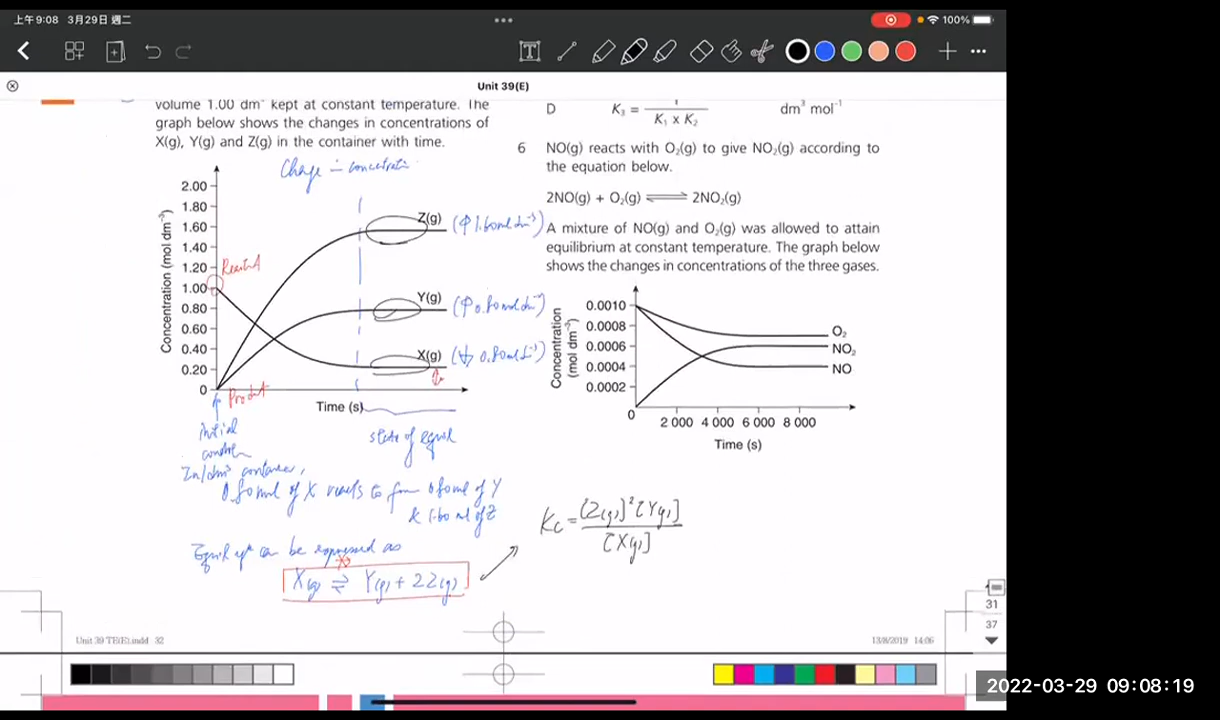 上午9:08 3月29日 週二
100%
Unit 39(E)
volume 1.00 dm³ kept at constant temperature. The
graph below shows the changes in concentrations of
X(g), Y(g) and Z(g) in the container with time.
Concentration (mol dm⁻³)
2.00
1.80
1.60
1.40
1.20
1.00
0.80
0.60
0.40
0.20
0
Z(g)
Y(g)
X(g)
Time (s)
state of equil
initial
container,
0.80 mol of X reacts to form 0.80 mol of Y
& 1.60 mol of Z
can be expressed as
X(g) ⇌ Y(g) + 2Z(g)
D K₃ = 1 / K₁ x K₂ dm³ mol⁻¹
6 NO(g) reacts with O₂(g) to give NO₂(g) according to
the equation below.
2NO(g) + O₂(g) ⇌ 2NO₂(g)
A mixture of NO(g) and O₂(g) was allowed to attain
equilibrium at constant temperature. The graph below
shows the changes in concentrations of the three gases.
Concentration
(mol dm⁻³)
0.0010
0.0008
0.0006
0.0004
0.0002
0
O₂
NO₂
NO
2 000 4 000 6 000 8 000
Time (s)
Kc = [Z(g)]²[Y(g)] / [X(g)]
31
37
Unit 39 TE(E).indd 32
13/8/2019 14:06
2022-03-29 09:08:19